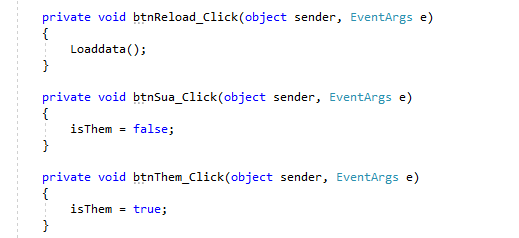 private void btnReload_Click(object sender, EventArgs e)
{
Loaddata();
}
private void btnSua_Click(object sender, EventArgs e)
{
isThem = false;
}
private void btnThem_Click(object sender, EventArgs e)
{
isThem = true;
}